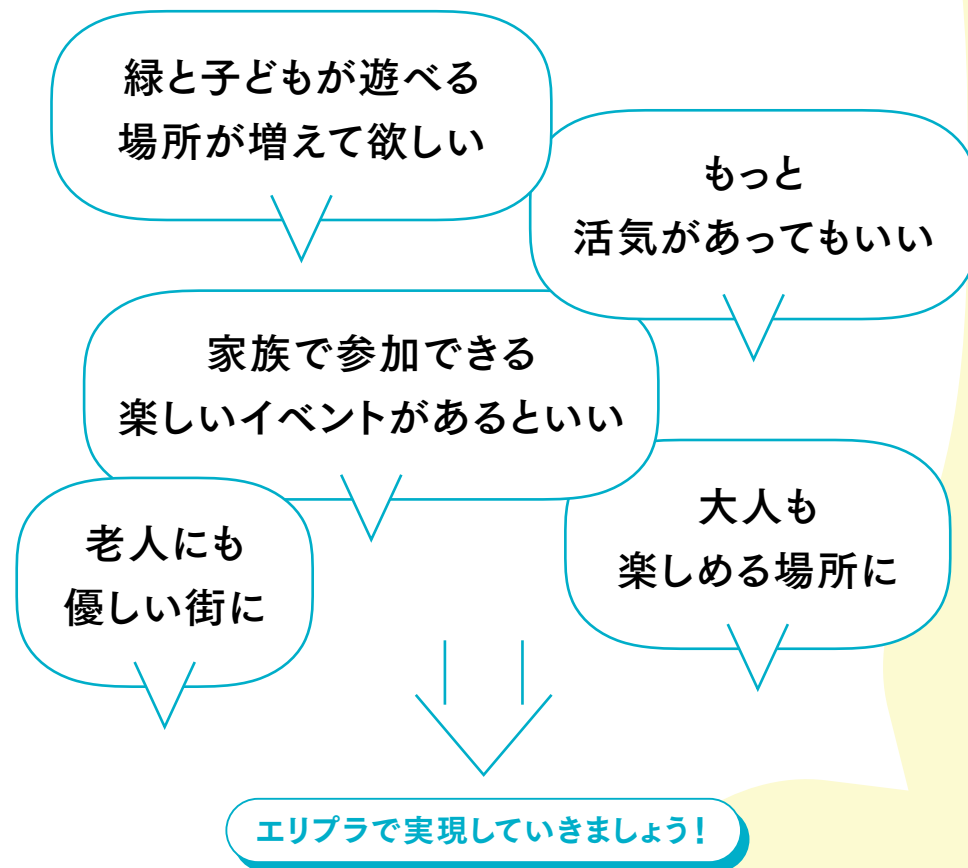 緑と子どもが遊べる
場所が増えて欲しい
もっと
活気があってもいい
家族で参加できる
楽しいイベントがあるといい
老人にも
優しい街に
大人も
楽しめる場所に
エリプラで実現していきましょう！